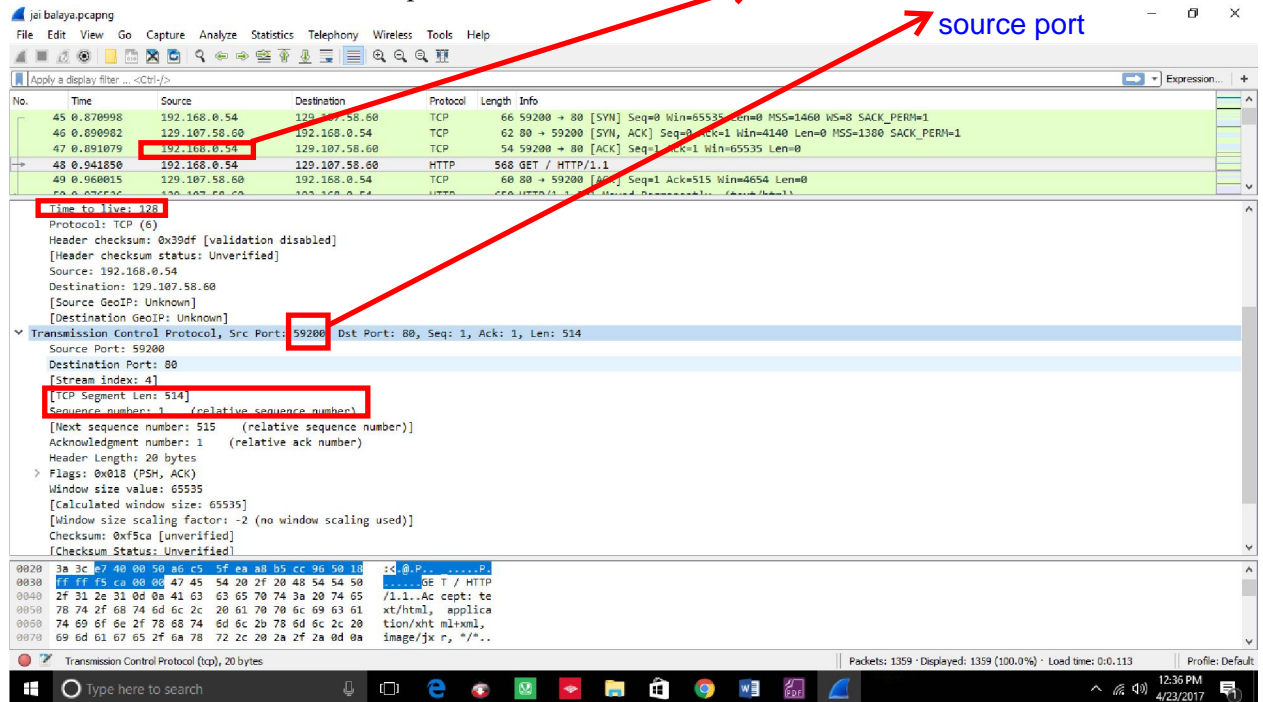 source port
jai balaya.pcapng
File Edit View Go Capture Analyze Statistics Telephony Wireless Tools Help
Apply a display filter ... <Ctrl-/> Expression... +
No. Time Source Destination Protocol Length Info
45 0.870998 192.168.0.54 129.107.58.60 TCP 66 59200 → 80 [SYN] Seq=0 Win=65535 Len=0 MSS=1460 WS=8 SACK_PERM=1
46 0.890982 129.107.58.60 192.168.0.54 TCP 62 80 → 59200 [SYN, ACK] Seq=0 Ack=1 Win=4140 Len=0 MSS=1380 SACK_PERM=1
47 0.891079 192.168.0.54 129.107.58.60 TCP 54 59200 → 80 [ACK] Seq=1 Ack=1 Win=65535 Len=0
48 0.941850 192.168.0.54 129.107.58.60 HTTP 568 GET / HTTP/1.1
49 0.960015 129.107.58.60 192.168.0.54 TCP 60 80 → 59200 [ACK] Seq=1 Ack=515 Win=4654 Len=0
Time to live: 128
Protocol: TCP (6)
Header checksum: 0x39df [validation disabled]
[Header checksum status: Unverified]
Source: 192.168.0.54
Destination: 129.107.58.60
[Source GeoIP: Unknown]
[Destination GeoIP: Unknown]
Transmission Control Protocol, Src Port: 59200, Dst Port: 80, Seq: 1, Ack: 1, Len: 514
Source Port: 59200
Destination Port: 80
[Stream index: 4]
[TCP Segment Len: 514]
Sequence number: 1 (relative sequence number)
[Next sequence number: 515 (relative sequence number)]
Acknowledgment number: 1 (relative ack number)
Header Length: 20 bytes
> Flags: 0x018 (PSH, ACK)
Window size value: 65535
[Calculated window size: 65535]
[Window size scaling factor: -2 (no window scaling used)]
Checksum: 0xf5ca [unverified]
[Checksum Status: Unverified]
0020 3a 3c e7 40 00 50 a6 c5 5f ea a8 b5 cc 96 50 18 :<.@.P.. _.....P.
0030 ff ff f5 ca 00 00 47 45 54 20 2f 20 48 54 54 50 ......GE T / HTTP
0040 2f 31 2e 31 0d 0a 41 63 63 65 70 74 3a 20 74 65 /1.1..Ac cept: te
0050 78 74 2f 68 74 6d 6c 2c 20 61 70 70 6c 69 63 61 xt/html, applica
0060 74 69 6f 6e 2f 78 68 74 6d 6c 2b 78 6d 6c 2c 20 tion/xht ml+xml,
0070 69 6d 61 67 65 2f 6a 78 72 2c 20 2a 2f 2a 0d 0a image/jx r, */*..
Transmission Control Protocol (tcp), 20 bytes Packets: 1359 · Displayed: 1359 (100.0%) · Load time: 0:0.113 Profile: Default
Type here to search
12:36 PM
4/23/2017